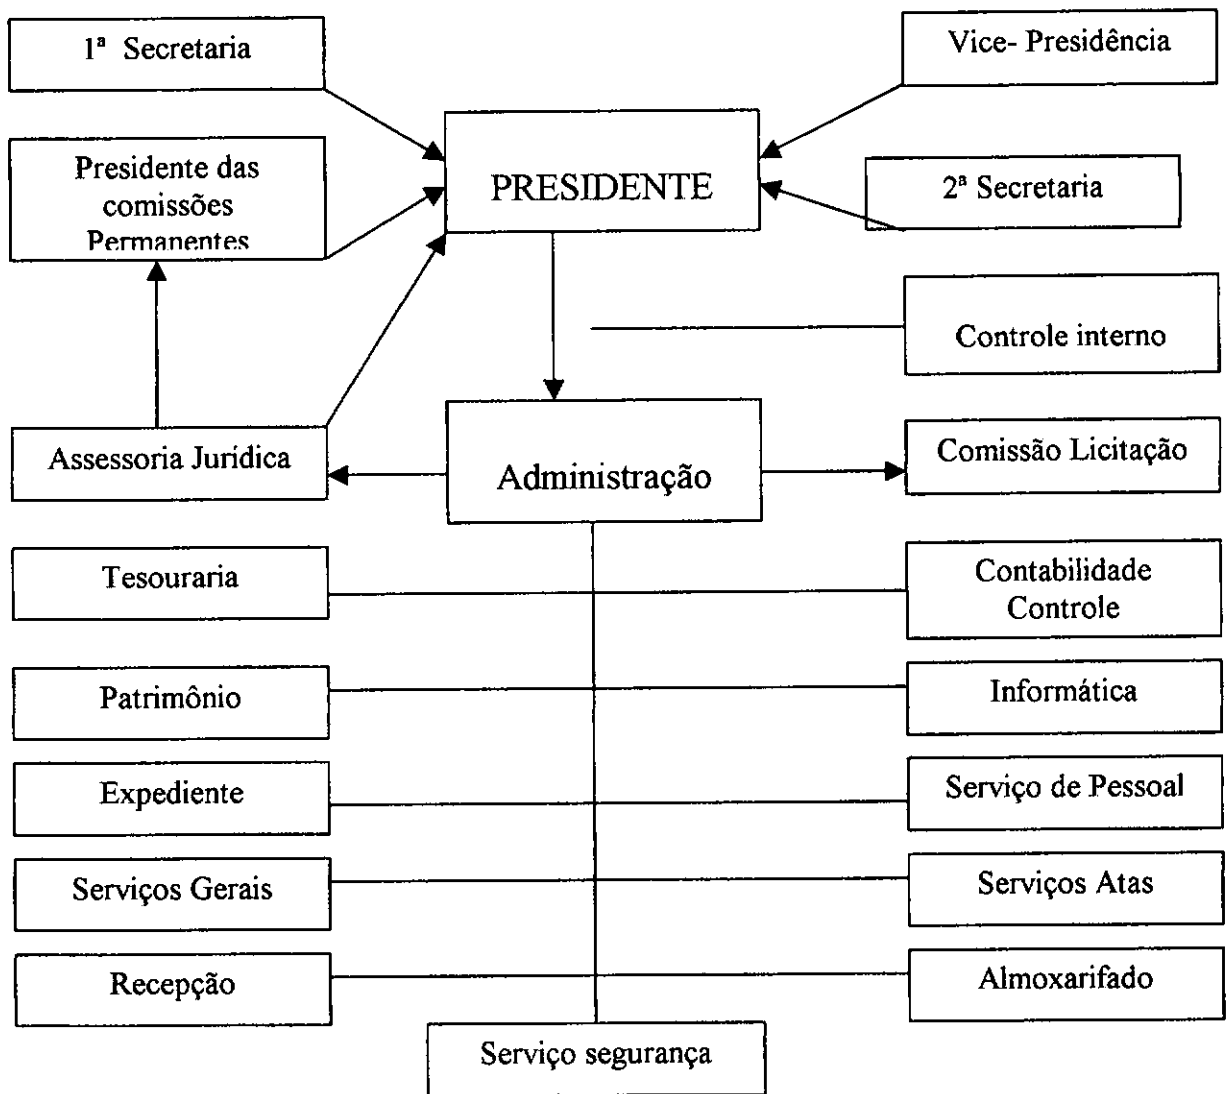 1ª Secretaria
Vice- Presidência
Presidente das
comissões
Permanentes
PRESIDENTE
2ª Secretaria
Controle interno
Assessoria Jurídica
Administração
Comissão Licitação
Tesouraria
Contabilidade
Controle
Patrimônio
Informática
Expediente
Serviço de Pessoal
Serviços Gerais
Serviços Atas
Recepção
Almoxarifado
Serviço segurança